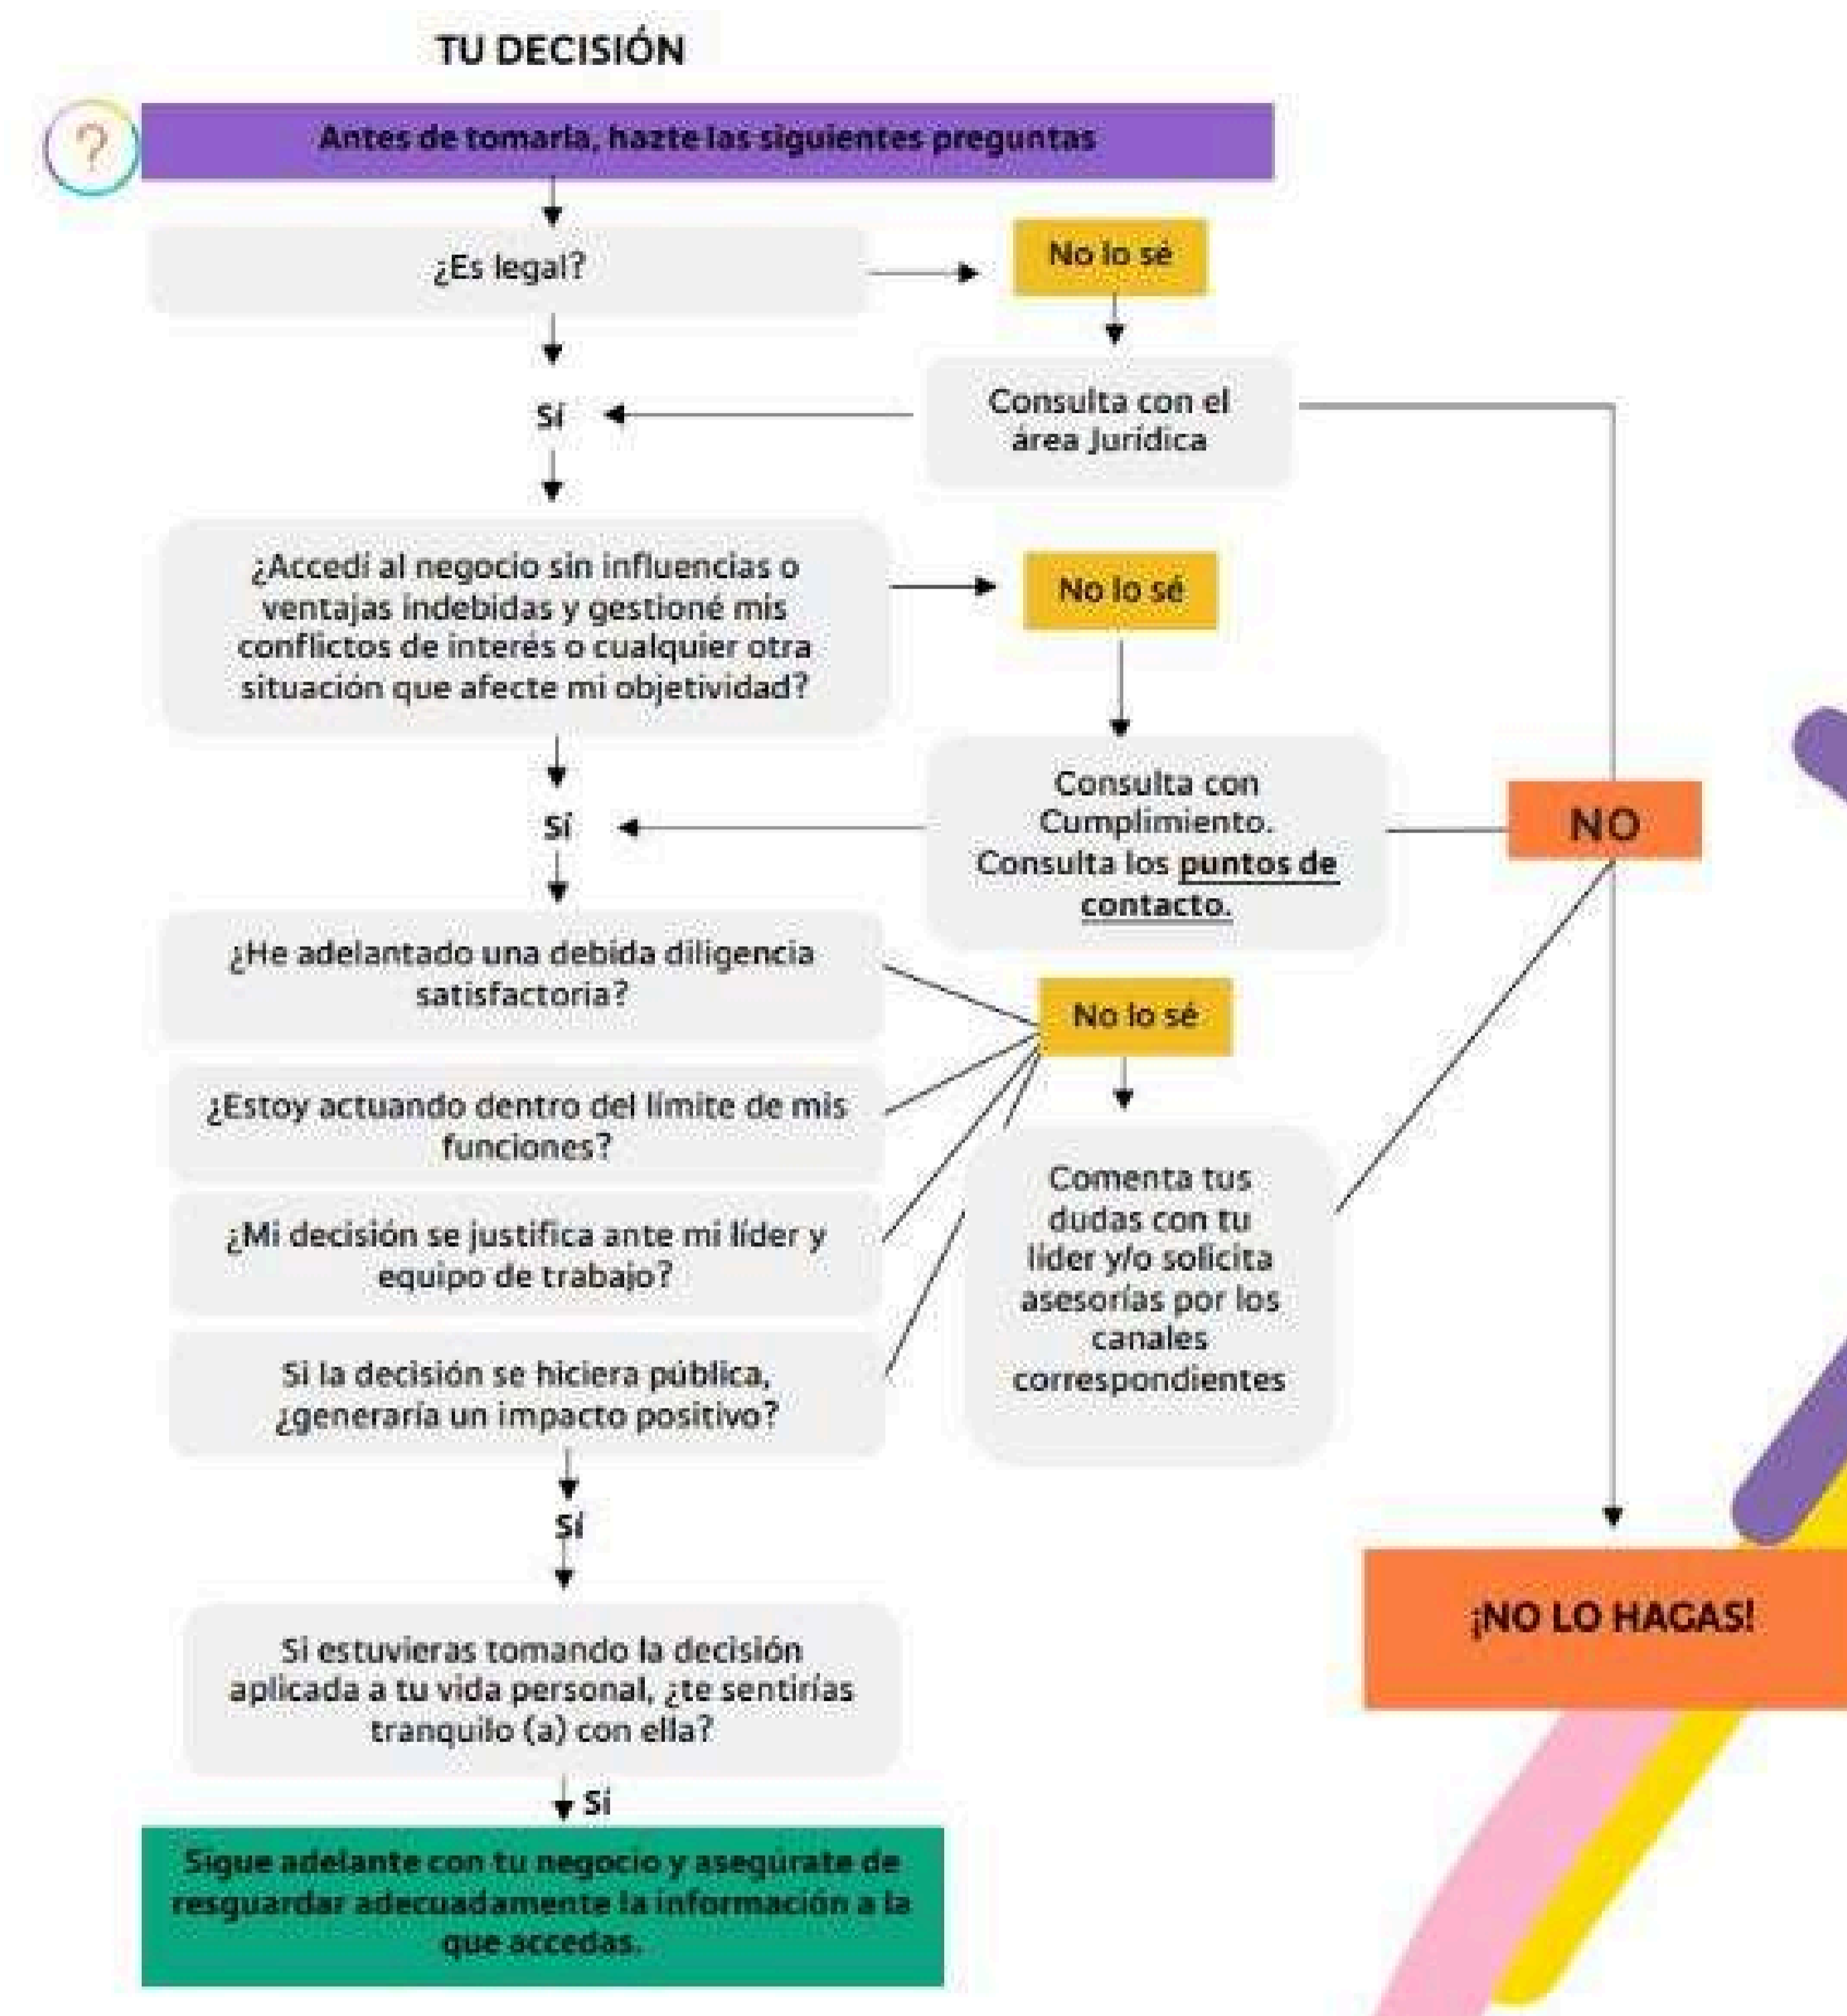 TU DECISIÓN
?
Antes de tomarla, hazte las siguientes preguntas
¿Es legal?
No lo sé
Consulta con el
área Jurídica
Sí
¿Accedí al negocio sin influencias o
ventajas indebidas y gestioné mis
conflictos de interés o cualquier otra
situación que afecte mi objetividad?
No lo sé
Consulta con
Cumplimiento.
Consulta los puntos de
contacto.
NO
Sí
¿He adelantado una debida diligencia
satisfactoria?
No lo sé
¿Estoy actuando dentro del límite de mis
funciones?
¿Mi decisión se justifica ante mi líder y
equipo de trabajo?
Si la decisión se hiciera pública,
¿generaría un impacto positivo?
Comenta tus
dudas con tu
líder y/o solicita
asesorías por los
canales
correspondientes
Sí
¡NO LO HAGAS!
Si estuvieras tomando la decisión
aplicada a tu vida personal, ¿te sentirías
tranquilo (a) con ella?
Sí
Sigue adelante con tu negocio y asegúrate de
resguardar adecuadamente la información a la
que accedas.